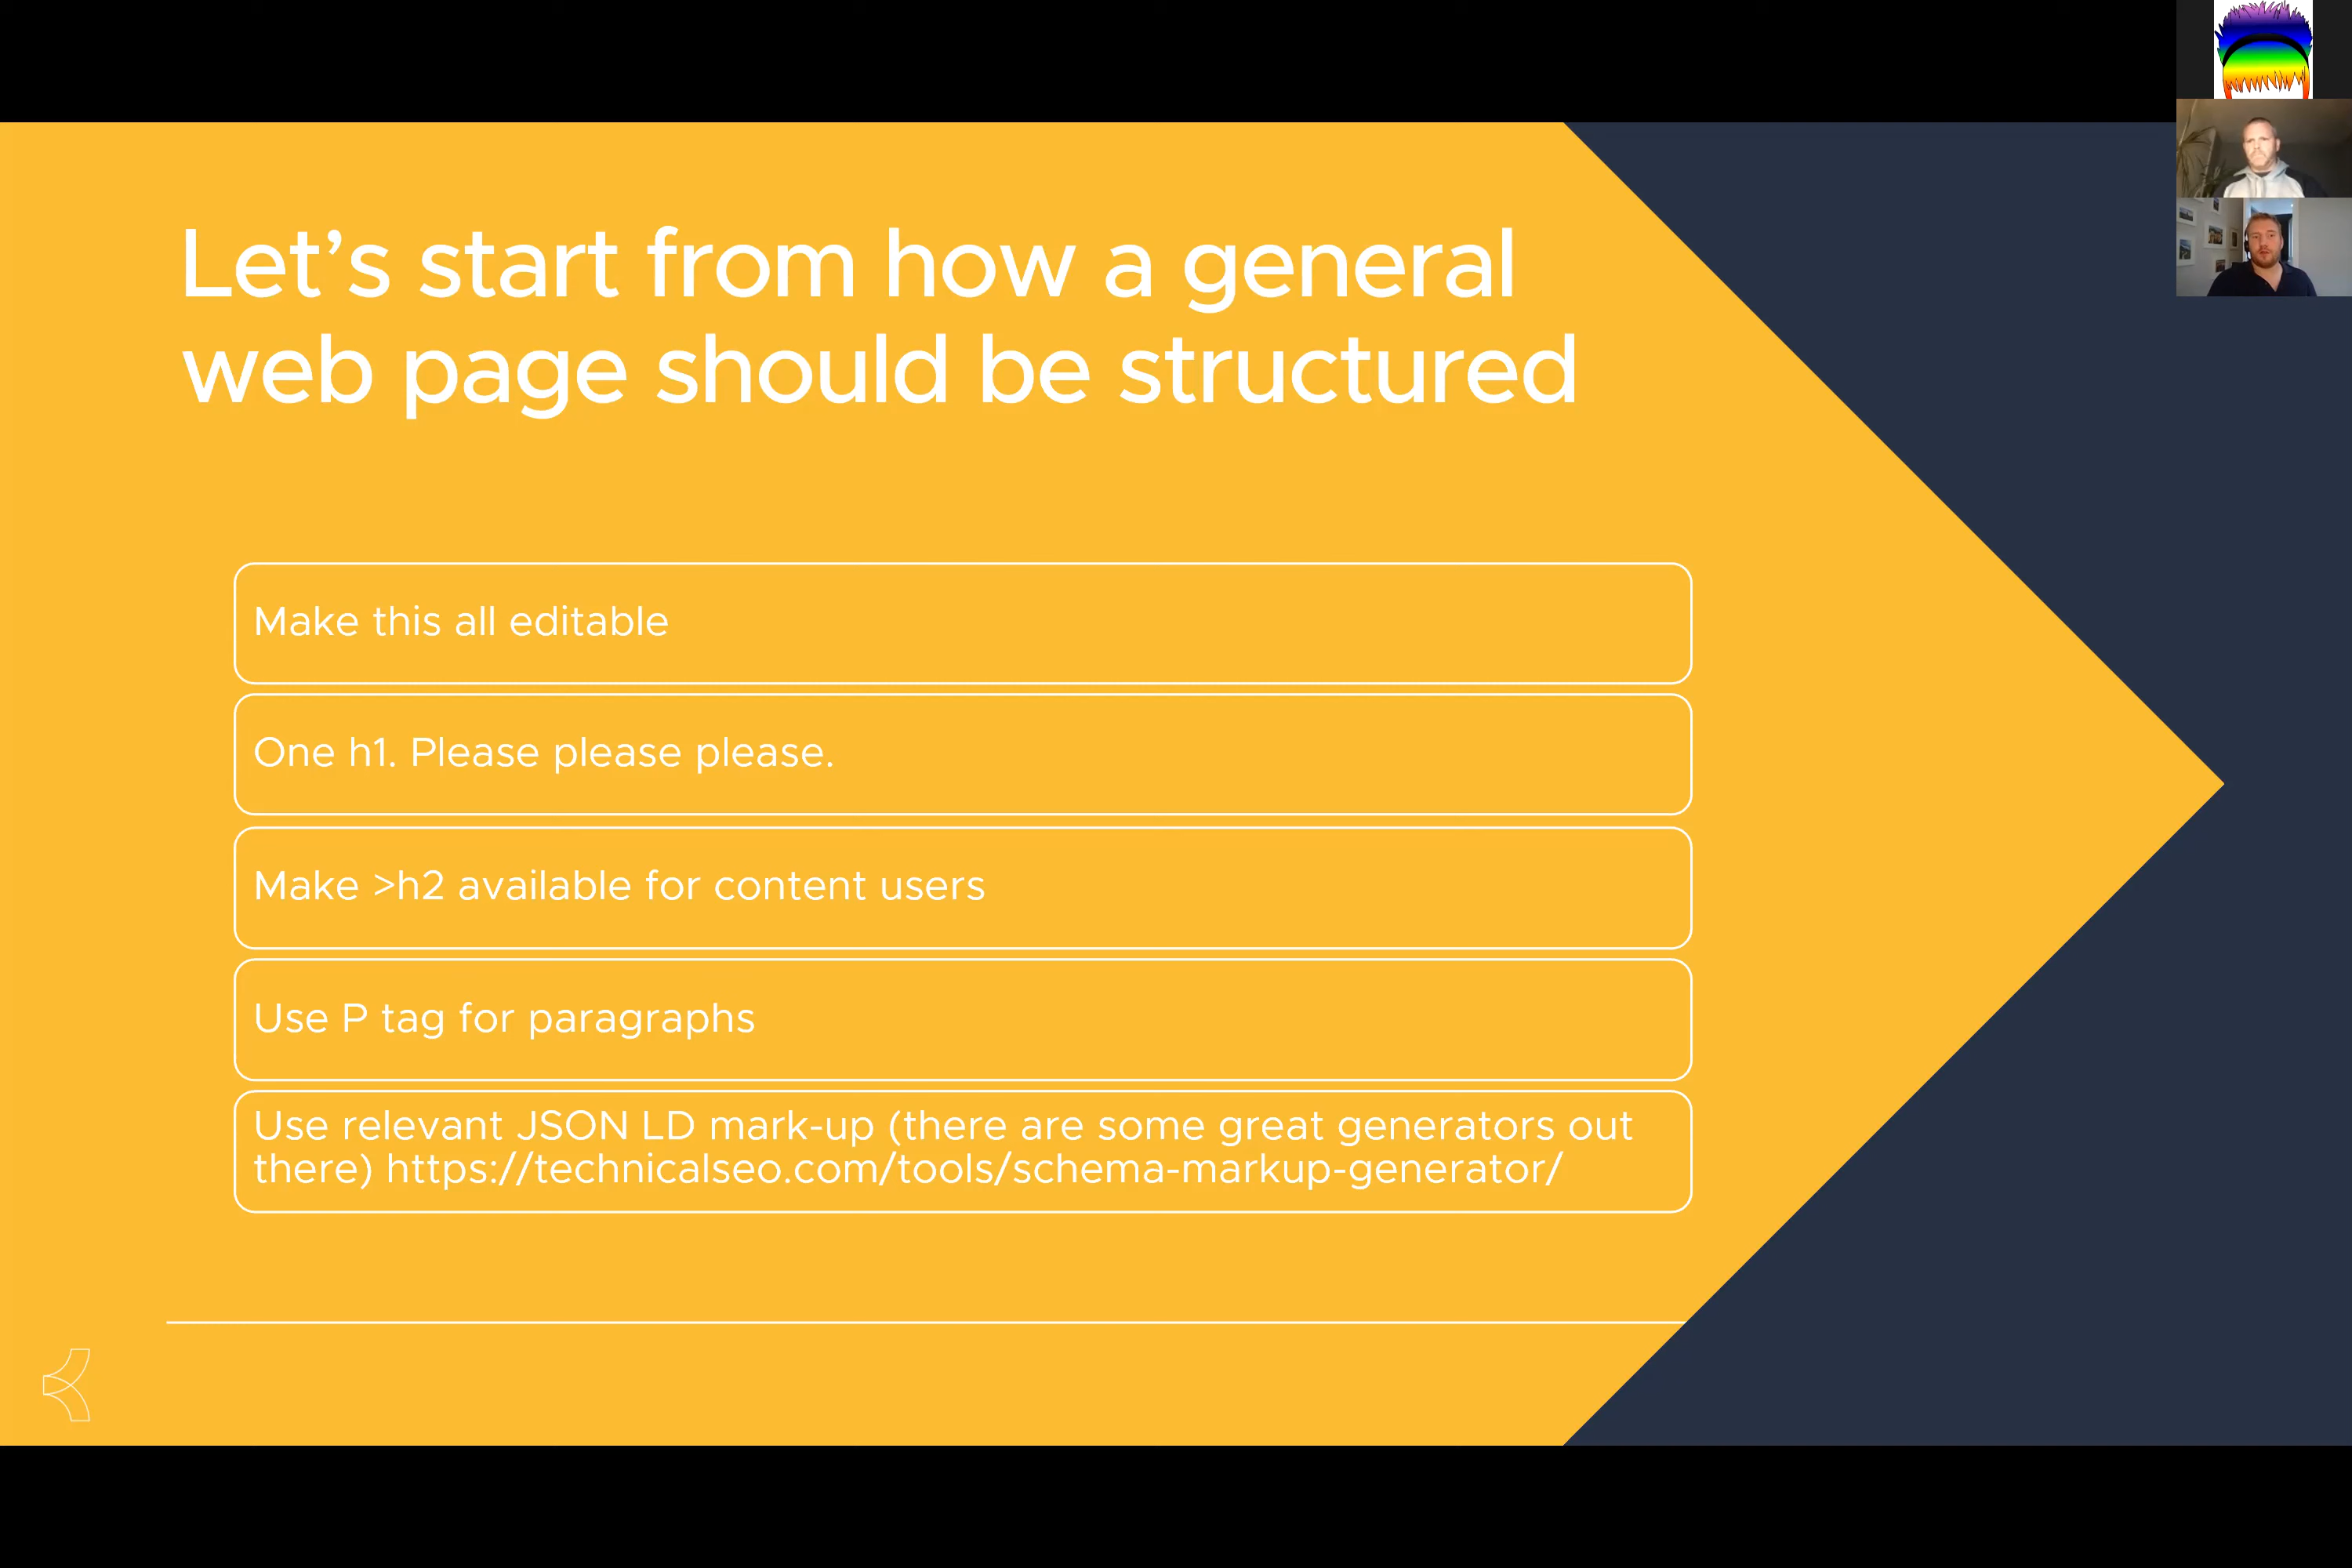 Let’s start from how a general
web page should be structured
Make this all editable
One h1. Please please please.
Make >h2 available for content users
Use P tag for paragraphs
Use relevant JSON LD mark-up (there are some great generators out
there) https://technicalseo.com/tools/schema-markup-generator/